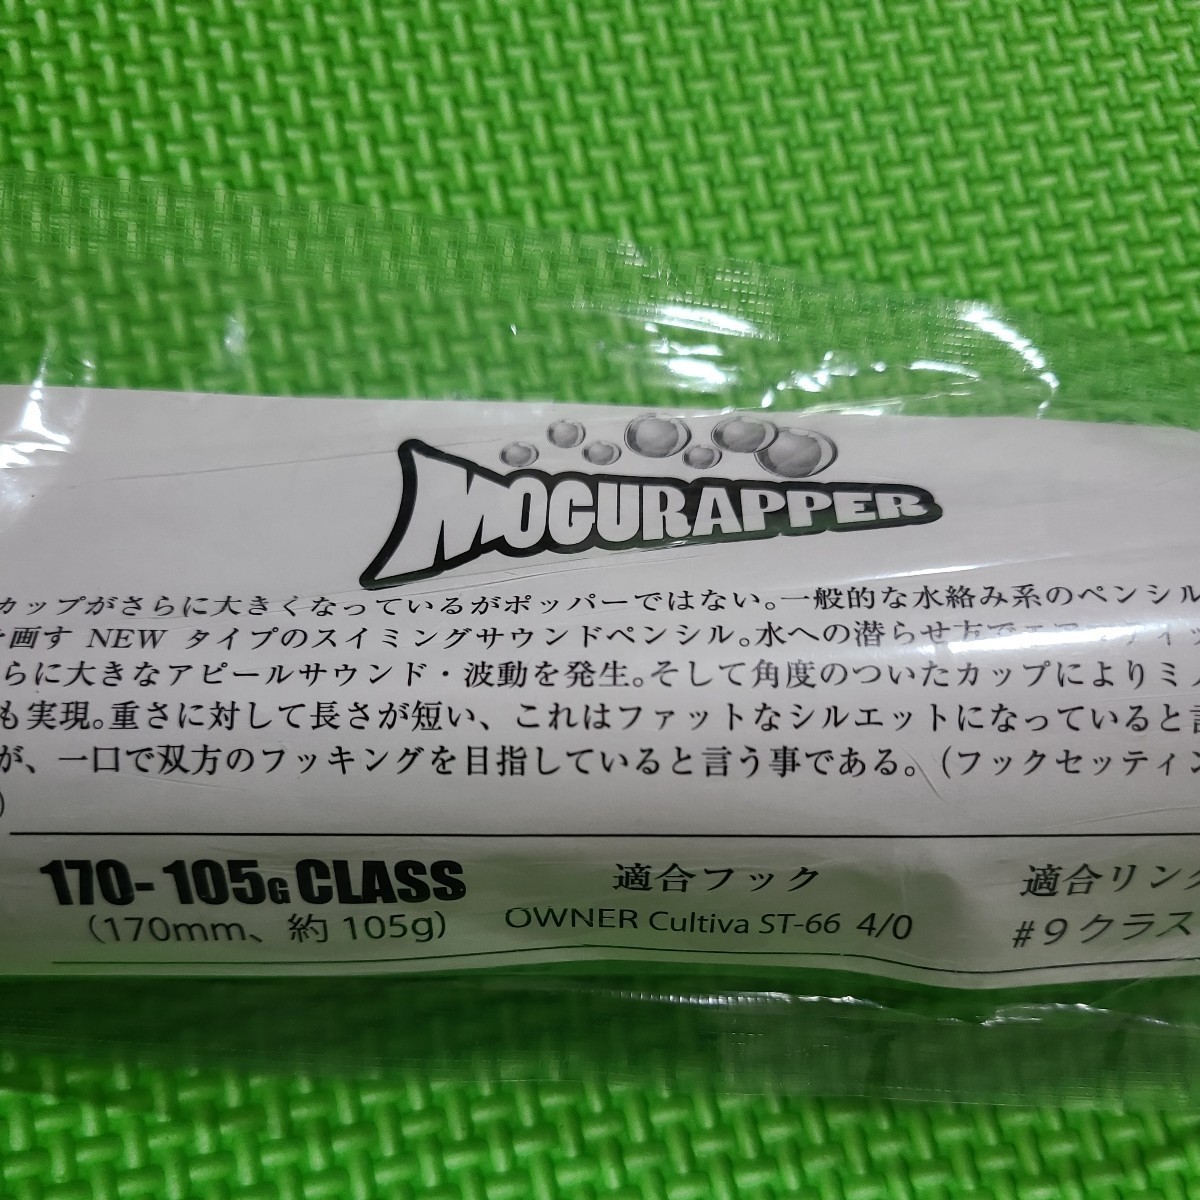 MOGURAPPER
カップがさらに大きくなっているがポッパーではない。一般的な水絡み系のペンシル
画す NEW タイプのスイミングサウンドペンシル。水への潜らせ方で
らに大きなアピールサウンド・波動を発生。そして角度のついたカップによりミス
も実現。重さに対して長さが短い、これはファットなシルエットになっていると言
が、一口で双方のフッキングを目指していると言う事である。(フックセッティン
)
170-105G CLASS 適合フック 適合リング
(170mm、約105g) OWNER Cultiva ST-66 4/0 #9クラス